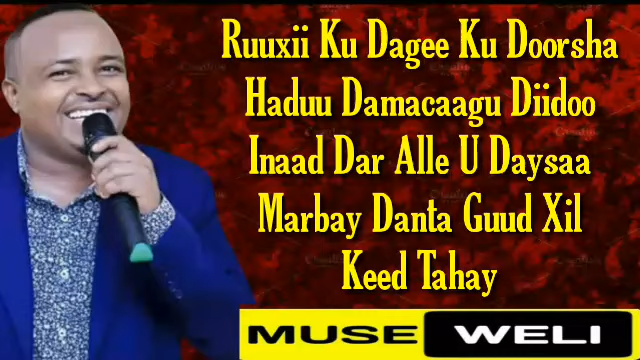 Ruuxii Ku Dagee Ku Doorsha
Haduu Damacaagu Diidoo
Inaad Dar Alle U Daysaa
Marbay Danta Guud Xil
Keed Tahay
MUSE WELI